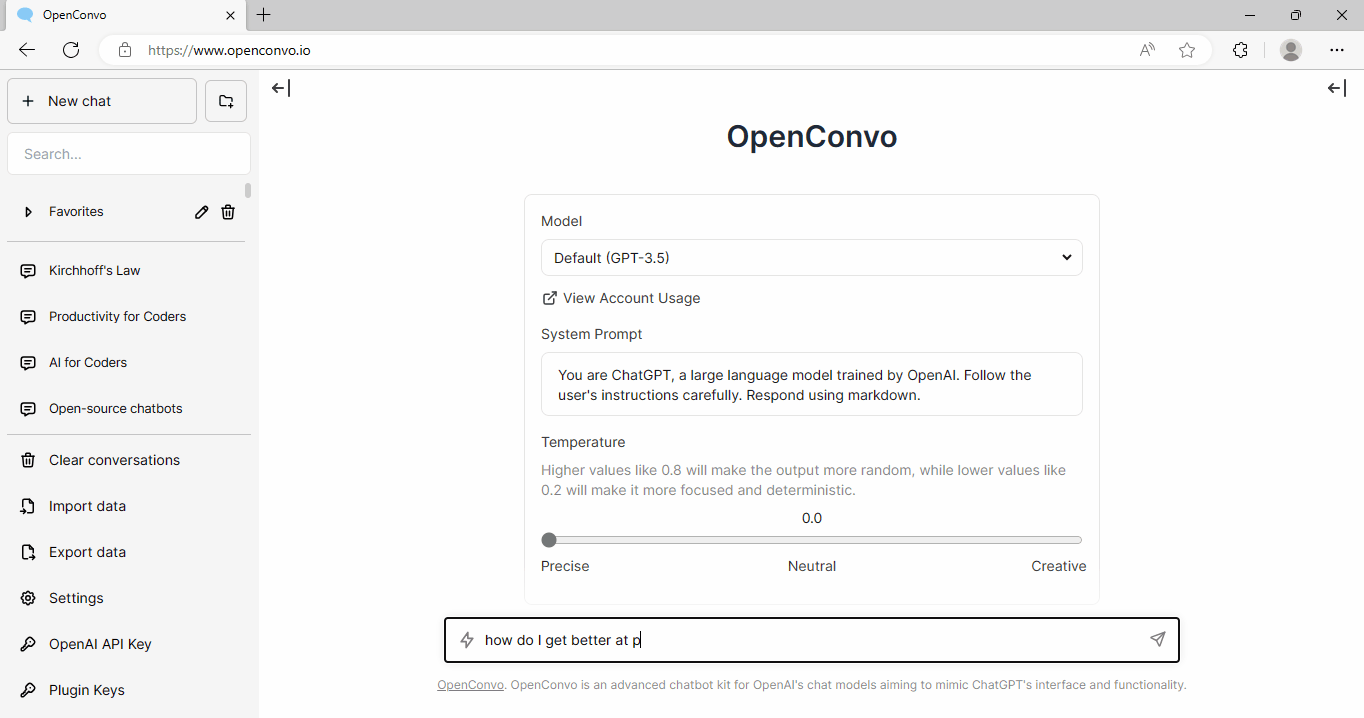 OpenConvo
https://www.openconvo.io
New chat
Search...
Favorites
Kirchhoff's Law
Productivity for Coders
AI for Coders
Open-source chatbots
Clear conversations
Import data
Export data
Settings
OpenAI API Key
Plugin Keys
OpenConvo
Model
Default (GPT-3.5)
View Account Usage
System Prompt
You are ChatGPT, a large language model trained by OpenAI. Follow the
user's instructions carefully. Respond using markdown.
Temperature
Higher values like 0.8 will make the output more random, while lower values like
0.2 will make it more focused and deterministic.
0.0
Precise Neutral Creative
how do I get better at p
OpenConvo. OpenConvo is an advanced chatbot kit for OpenAI's chat models aiming to mimic ChatGPT's interface and functionality.